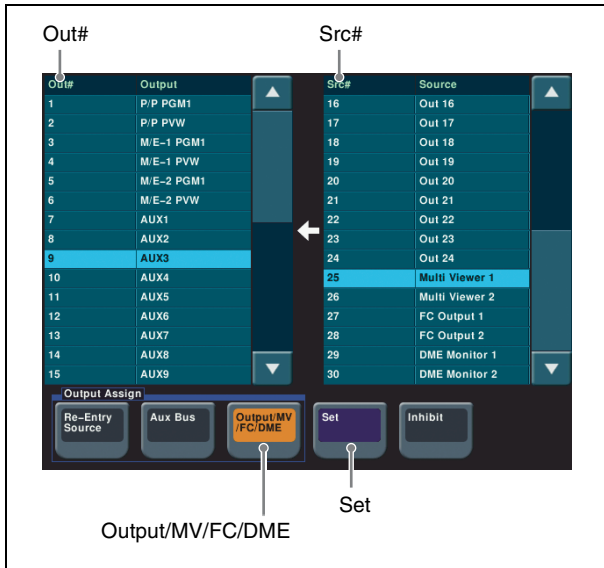 Out# Src#
Out# Output Src# Source
1 P/P PGM1 16 Out 16
2 P/P PVW 17 Out 17
3 M/E-1 PGM1 18 Out 18
4 M/E-1 PVW 19 Out 19
5 M/E-2 PGM1 20 Out 20
6 M/E-2 PVW 21 Out 21
7 AUX1 22 Out 22
8 AUX2 23 Out 23
9 AUX3 24 Out 24
10 AUX4 25 Multi Viewer 1
11 AUX5 26 Multi Viewer 2
12 AUX6 27 FC Output 1
13 AUX7 28 FC Output 2
14 AUX8 29 DME Monitor 1
15 AUX9 30 DME Monitor 2
Output Assign
Re-Entry Aux Bus Output/MV Set Inhibit
Source /FC/DME
Set
Output/MV/FC/DME